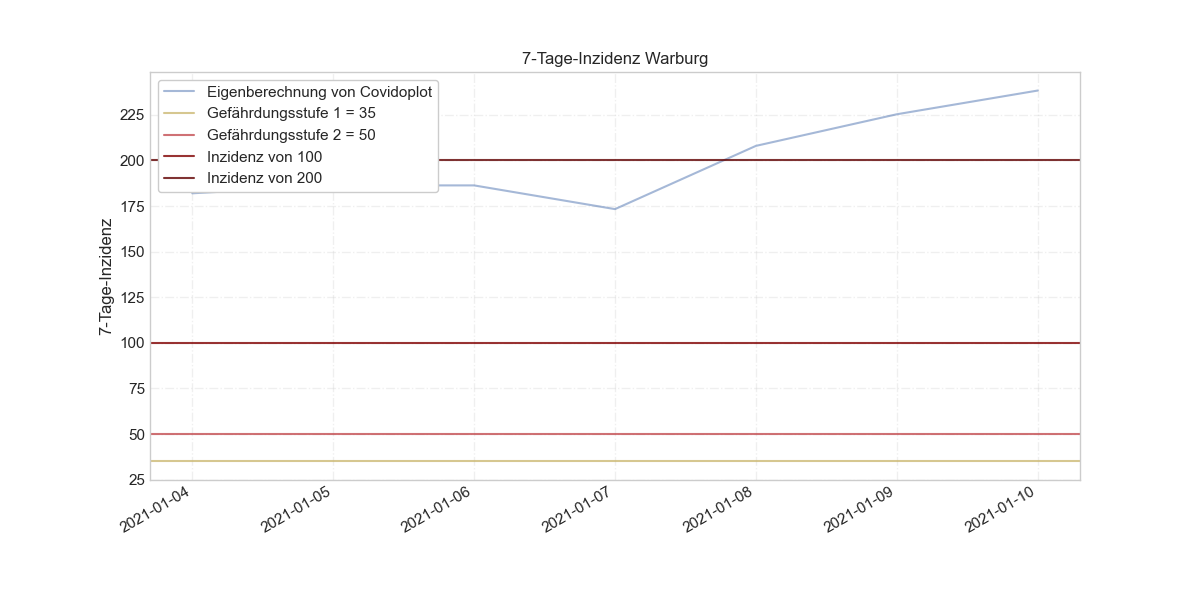 7-Tage-Inzidenz Warburg
Eigenberechnung von Covidoplot
Gefährdungsstufe 1 = 35
Gefährdungsstufe 2 = 50
Inzidenz von 100
Inzidenz von 200
7-Tage-Inzidenz
225
200
175
150
125
100
75
50
25
2021-01-04
2021-01-05
2021-01-06
2021-01-07
2021-01-08
2021-01-09
2021-01-10